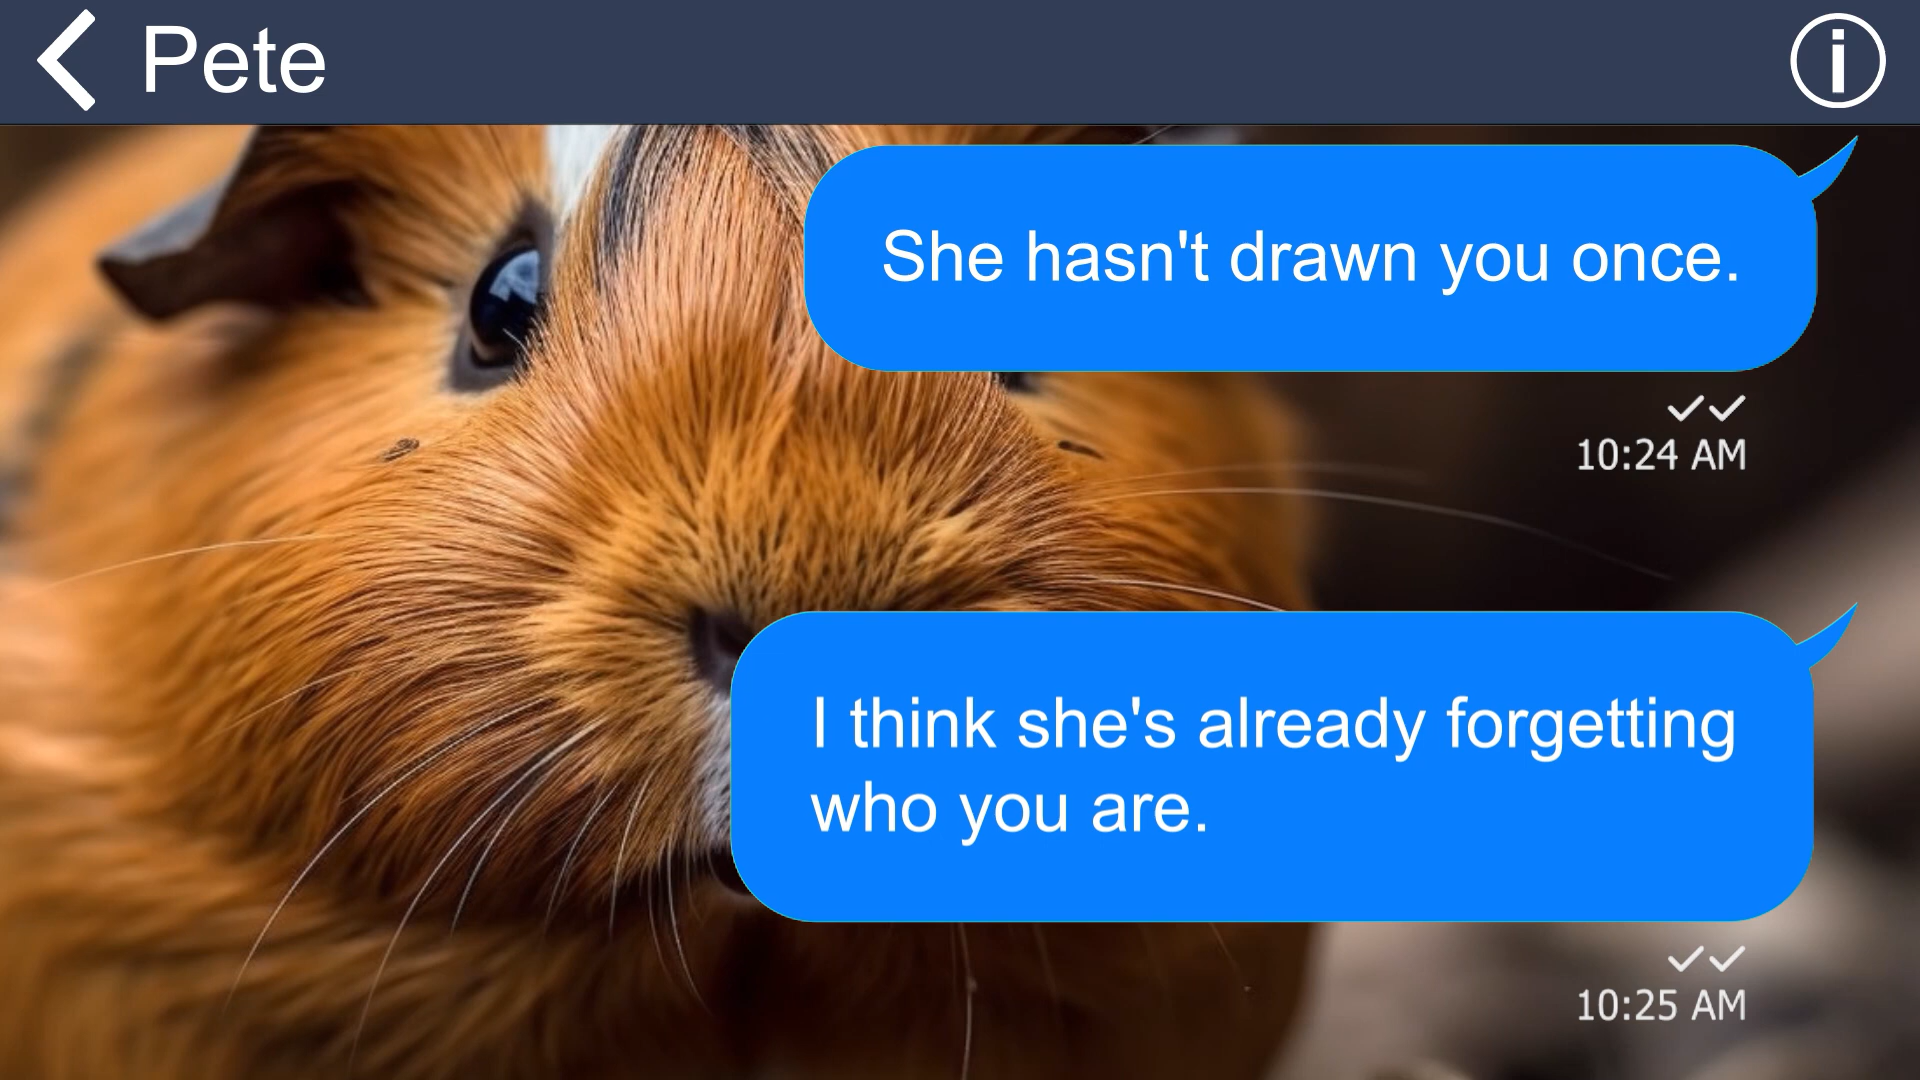 Pete
She hasn't drawn you once.
10:24 AM
I think she's already forgetting
who you are.
10:25 AM